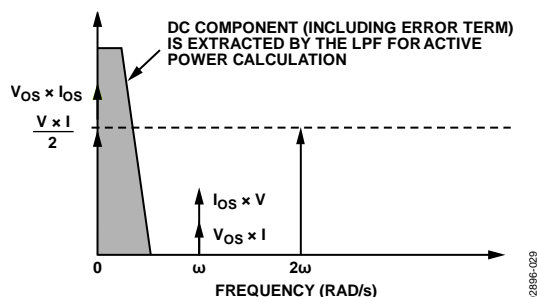 DC COMPONENT (INCLUDING ERROR TERM)
IS EXTRACTED BY THE LPF FOR ACTIVE
POWER CALCULATION
VOS × IOS
V × I
2
IOS × V
VOS × I
0
ω
2ω
FREQUENCY (RAD/s)
02896-029